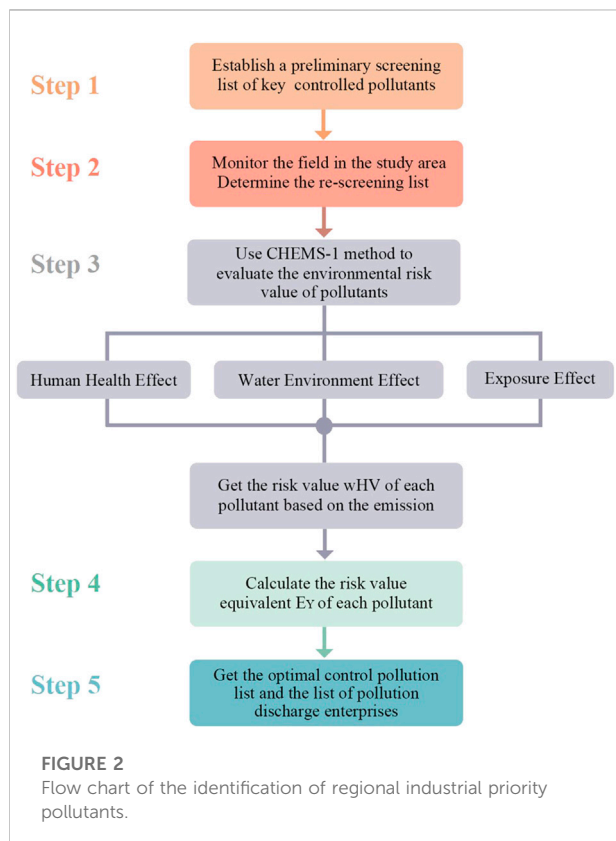 Step 1
Establish a preliminary screening
list of key controlled pollutants
Step 2
Monitor the field in the study area
Determine the re-screening list
Step 3
Use CHEMS-1 method to
evaluate the environmental risk
value of pollutants
Human Health Effect
Water Environment Effect
Exposure Effect
Get the risk value wHV of each
pollutant based on the emission
Step 4
Calculate the risk value
equivalent EY of each pollutant
Step 5
Get the optimal control pollution
list and the list of pollution
discharge enterprises
FIGURE 2
Flow chart of the identification of regional industrial priority
pollutants.